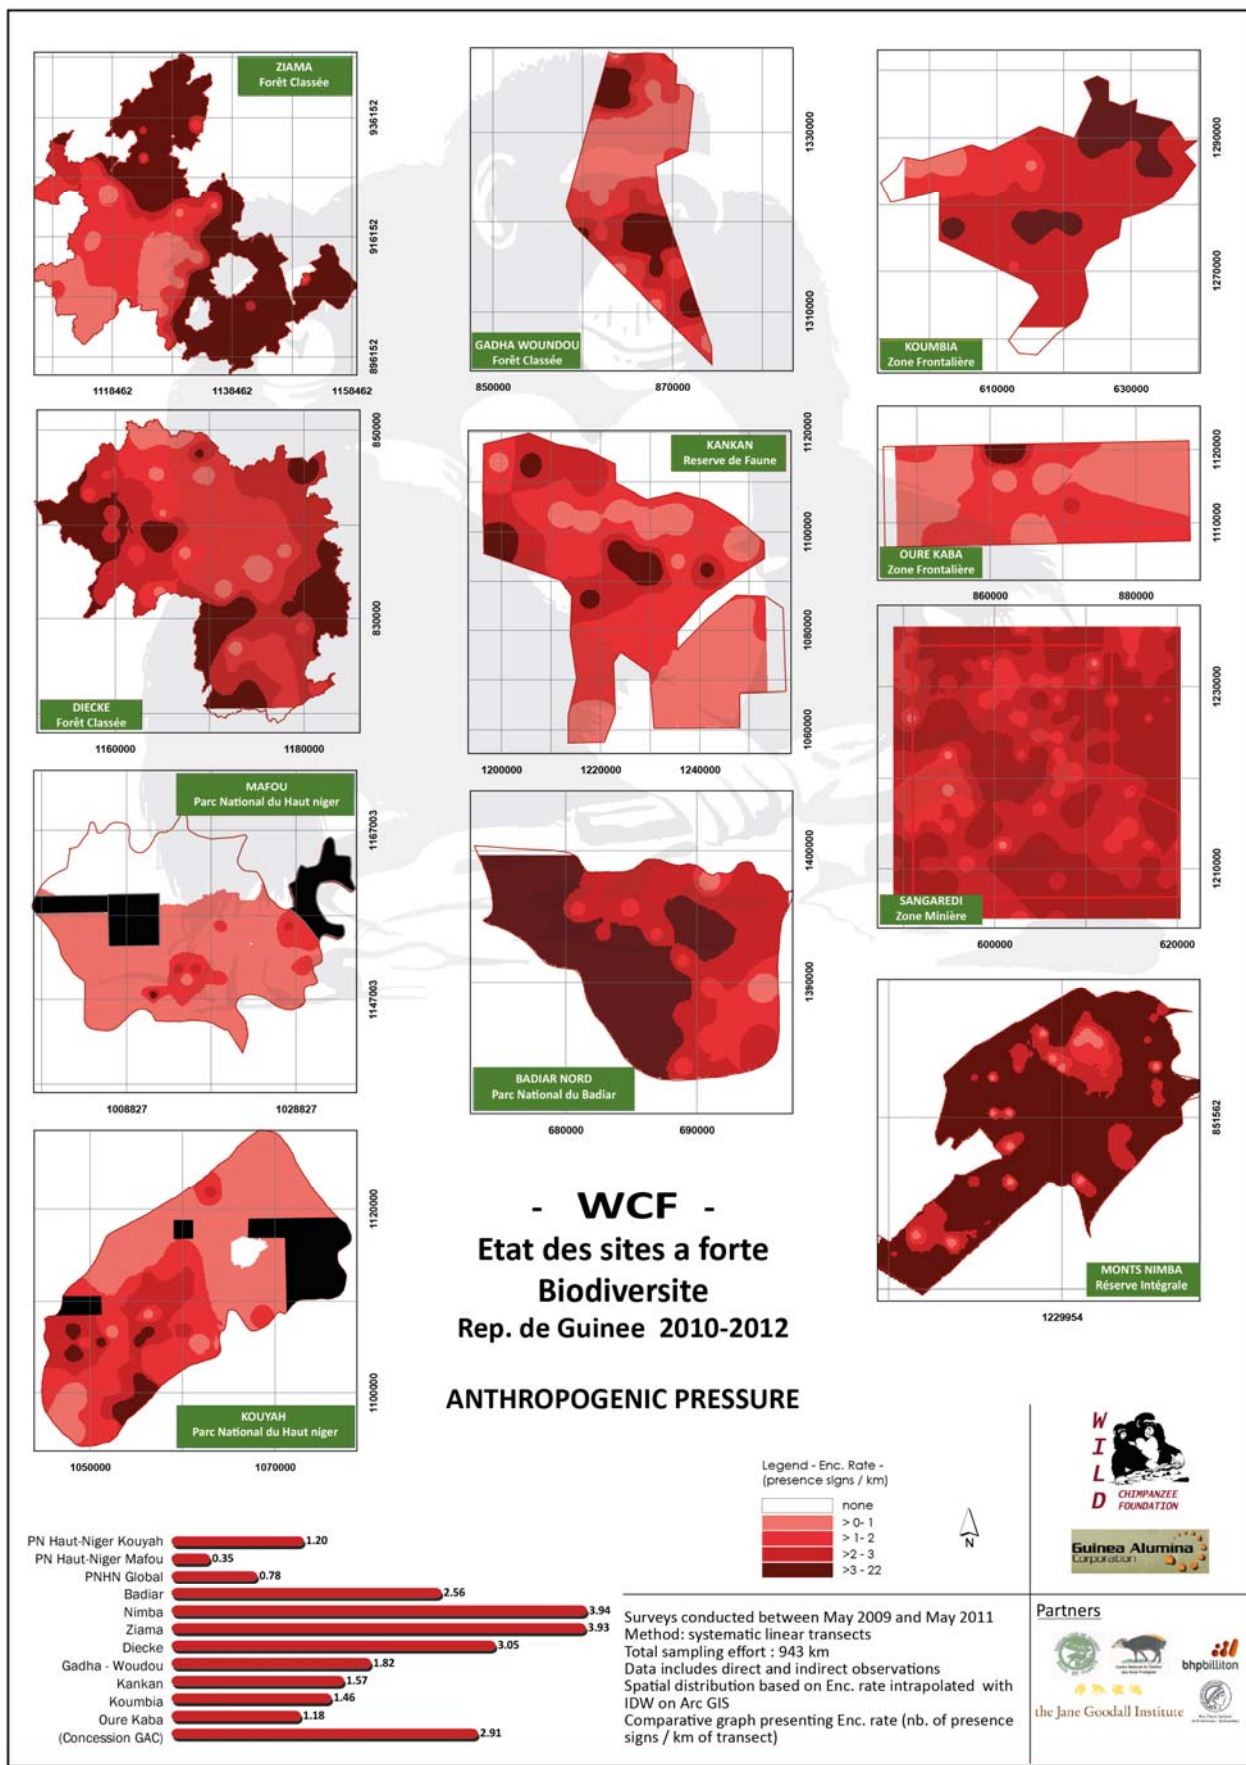 ZIAMA
Forêt Classée
936152
916152
896152
1118462
1138462
1158462
GADHA WOUNDOU
Forêt Classée
1330000
1310000
850000
870000
KOUMBIA
Zone Frontalière
1290000
1270000
610000
630000
DIECKE
Forêt Classée
850000
830000
1160000
1180000
KANKAN
Reserve de Faune
1120000
1100000
1080000
1060000
1200000
1220000
1240000
OURE KABA
Zone Frontalière
1120000
1110000
860000
880000
SANGAREDI
Zone Minière
1230000
1210000
600000
620000
MAFOU
Parc National du Haut niger
1167003
1147003
1008827
1028827
BADIAR NORD
Parc National du Badiar
1400000
1390000
680000
690000
MONTS NIMBA
Réserve Intégrale
851562
1229954
KOUYAH
Parc National du Haut niger
1120000
1100000
1050000
1070000
- WCF -
Etat des sites a forte
Biodiversite
Rep. de Guinee 2010-2012
ANTHROPOGENIC PRESSURE
Legend - Enc. Rate -
(presence signs / km)
none
> 0- 1
> 1- 2
>2 - 3
>3 - 22
N
WILD
CHIMPANZEE
FOUNDATION
Guinea Alumina
Corporation
PN Haut-Niger Kouyah 1.20
PN Haut-Niger Mafou 0.35
PNHN Global 0.78
Badiar 2.56
Nimba 3.94
Ziama 3.93
Diecke 3.05
Gadha - Woudou 1.82
Kankan 1.57
Koumbia 1.46
Oure Kaba 1.18
(Concession GAC) 2.91
Surveys conducted between May 2009 and May 2011
Method: systematic linear transects
Total sampling effort : 943 km
Data includes direct and indirect observations
Spatial distribution based on Enc. rate intrapolated with
IDW on Arc GIS
Comparative graph presenting Enc. rate (nb. of presence
signs / km of transect)
Partners
bhpbilliton
the Jane Goodall Institute